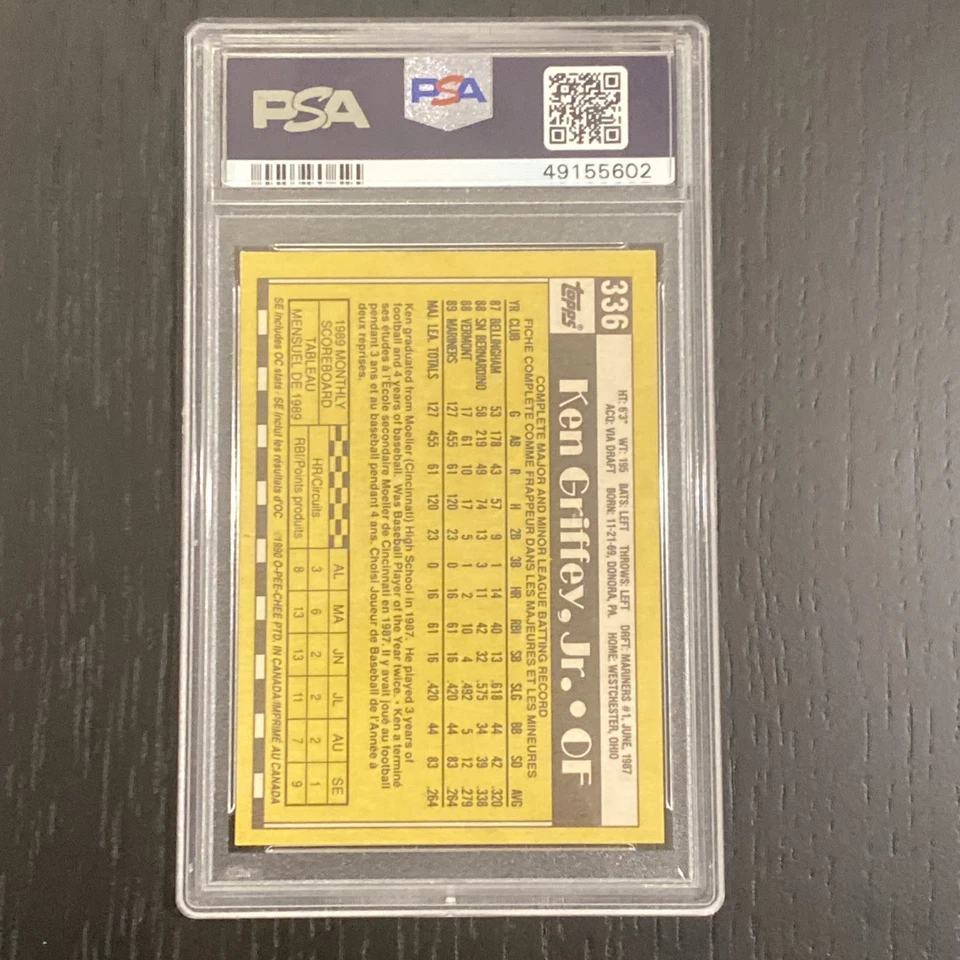 PSA
PSA
49155602
336
HT: 6'3" WT: 195 BATS: LEFT THROWS: LEFT DRFT: MARINERS #1, JUNE, 1987
ACQ: VIA DRAFT BORN: 11-21-69, DONORA, PA. HOME: WESTCHESTER, OHIO
TOPPS®
Ken Griffey, Jr. • OF
COMPLETE MAJOR AND MINOR LEAGUE BATTING RECORD
FICHE COMPLETE COMME FRAPPEUR DANS LES MAJEURES ET LES MINEURES
YR CLUB G AB R H 2B 3B HR RBI SB SLG BB SO AVG
87 BELLINGHAM 53 178 43 57 9 1 14 40 13 .618 44 42 .320
88 SN BERNARDINO 58 219 49 74 13 3 11 42 32 .575 34 39 .338
88 VERMONT 17 61 10 17 5 1 2 10 4 .492 5 12 .279
89 MARINERS 127 455 61 120 23 0 16 61 16 .420 44 83 .264
MAJ. LEA. TOTALS 127 455 61 120 23 0 16 61 16 .420 44 83 .264
Ken graduated from Moeller (Cincinnati) High School in 1987. He played 3 years of
football and 4 years of baseball. Was Baseball Player of the Year twice. • Ken a terminé
ses études à l'École secondaire Moeller de Cincinnati en 1987. Il y avait joué au football
pendant 3 ans et au baseball pendant 4 ans. Choisi Joueur de Baseball de l'Année à
deux reprises.
1989 MONTHLY
SCOREBOARD
TABLEAU
MENSUEL DE 1989
AL MA JN JL AU SE
HR/Circuits 3 6 2 2 2 1
RBI/Points produits 8 13 13 11 7 9
SE includes OC stats / SE inclut les résultats d'OC ©1990 O-PEE-CHEE PTD. IN CANADA/IMPRIMÉ AU CANADA